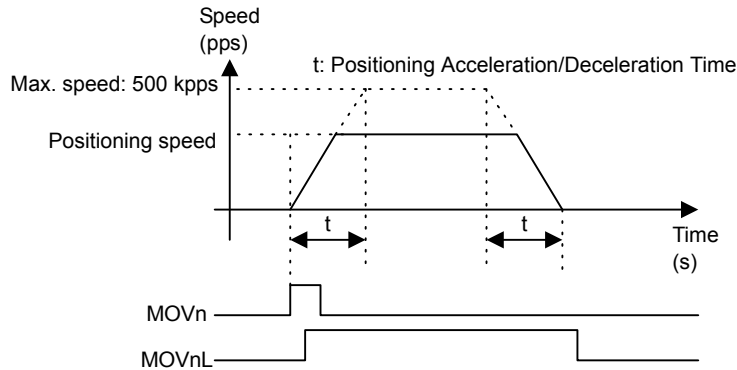 Speed
(pps)
t: Positioning Acceleration/Deceleration Time
Max. speed: 500 kpps
Positioning speed
t
t
Time
(s)
MOVn
MOVnL